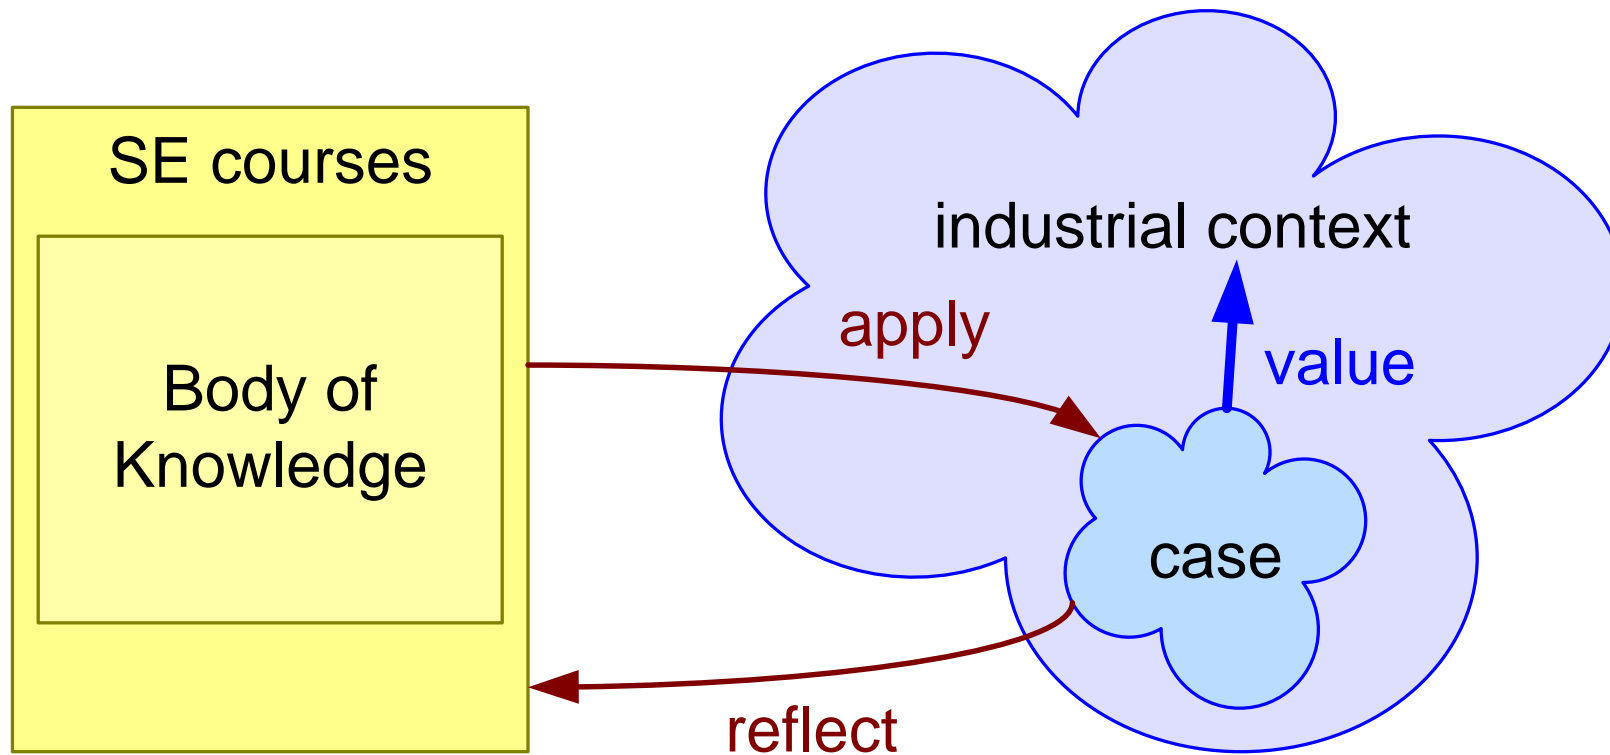 SE courses
Body of
Knowledge
industrial context
apply
value
case
reflect